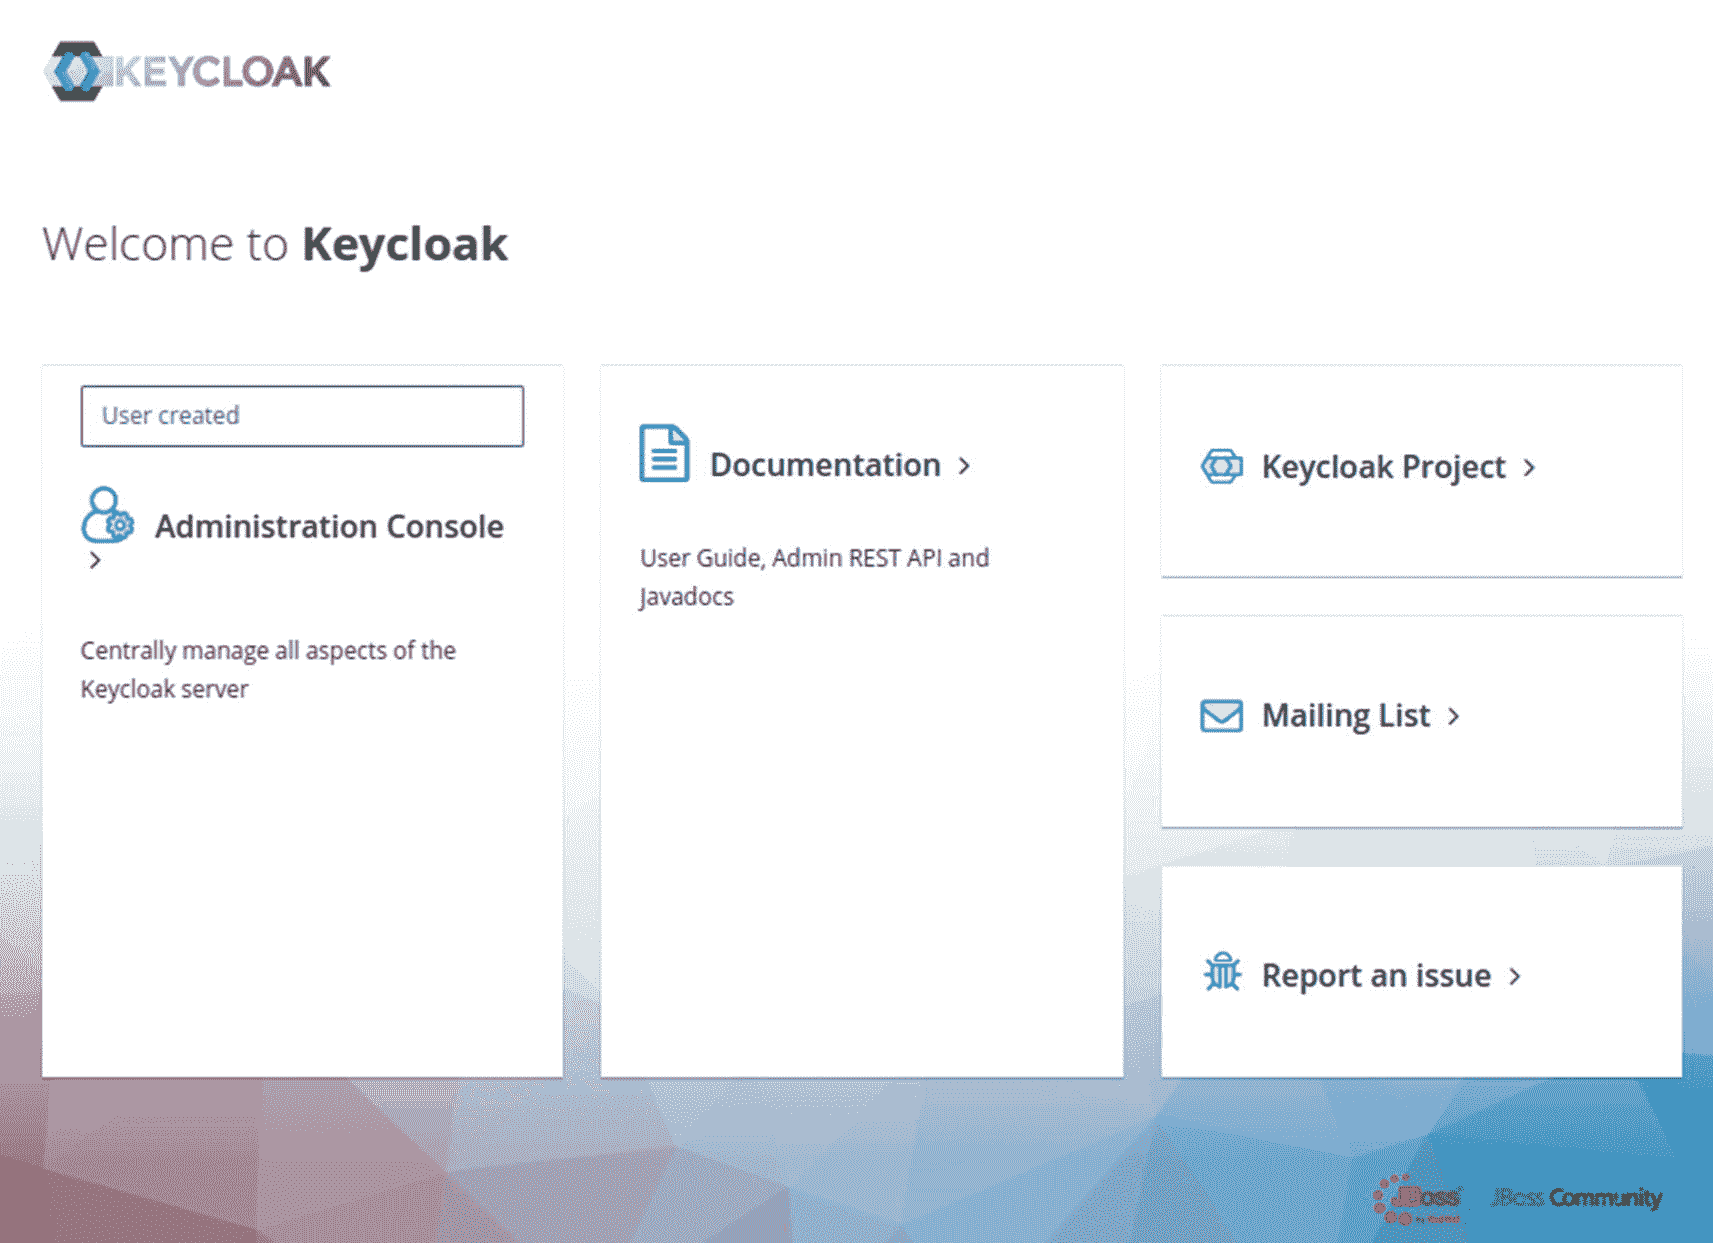 KEYCLOAK
Welcome to Keycloak
User created
Administration Console
Centrally manage all aspects of the
Keycloak server
Documentation
User Guide, Admin REST API and
Javadocs
Keycloak Project
Mailing List
Report an issue
JBoss
JBoss Community